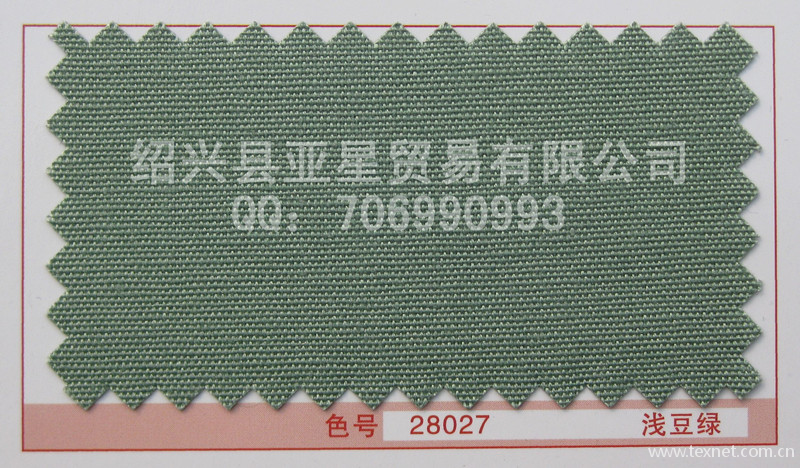 绍兴县亚星贸易有限公司
QQ：706990993
色号 28027 浅豆绿
www.texnet.com.cn